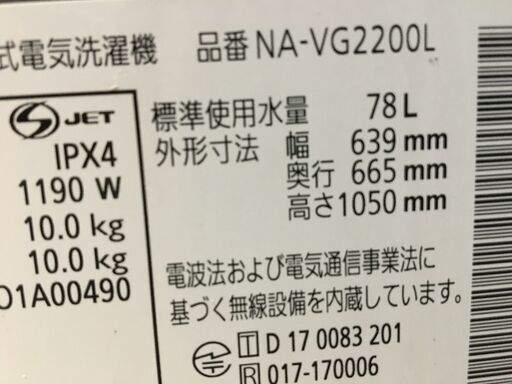 式電気洗濯機 品番 NA-VG2200L
JET 標準使用水量 78 L
IPX4 外形寸法 幅 639 mm
1190 W 奥行 665 mm
10.0 kg 高さ 1050 mm
10.0 kg
01A00490 電波法および電気通信事業法に
基づく無線設備を内蔵しています。
T D 17 0083 201
R 017-170006